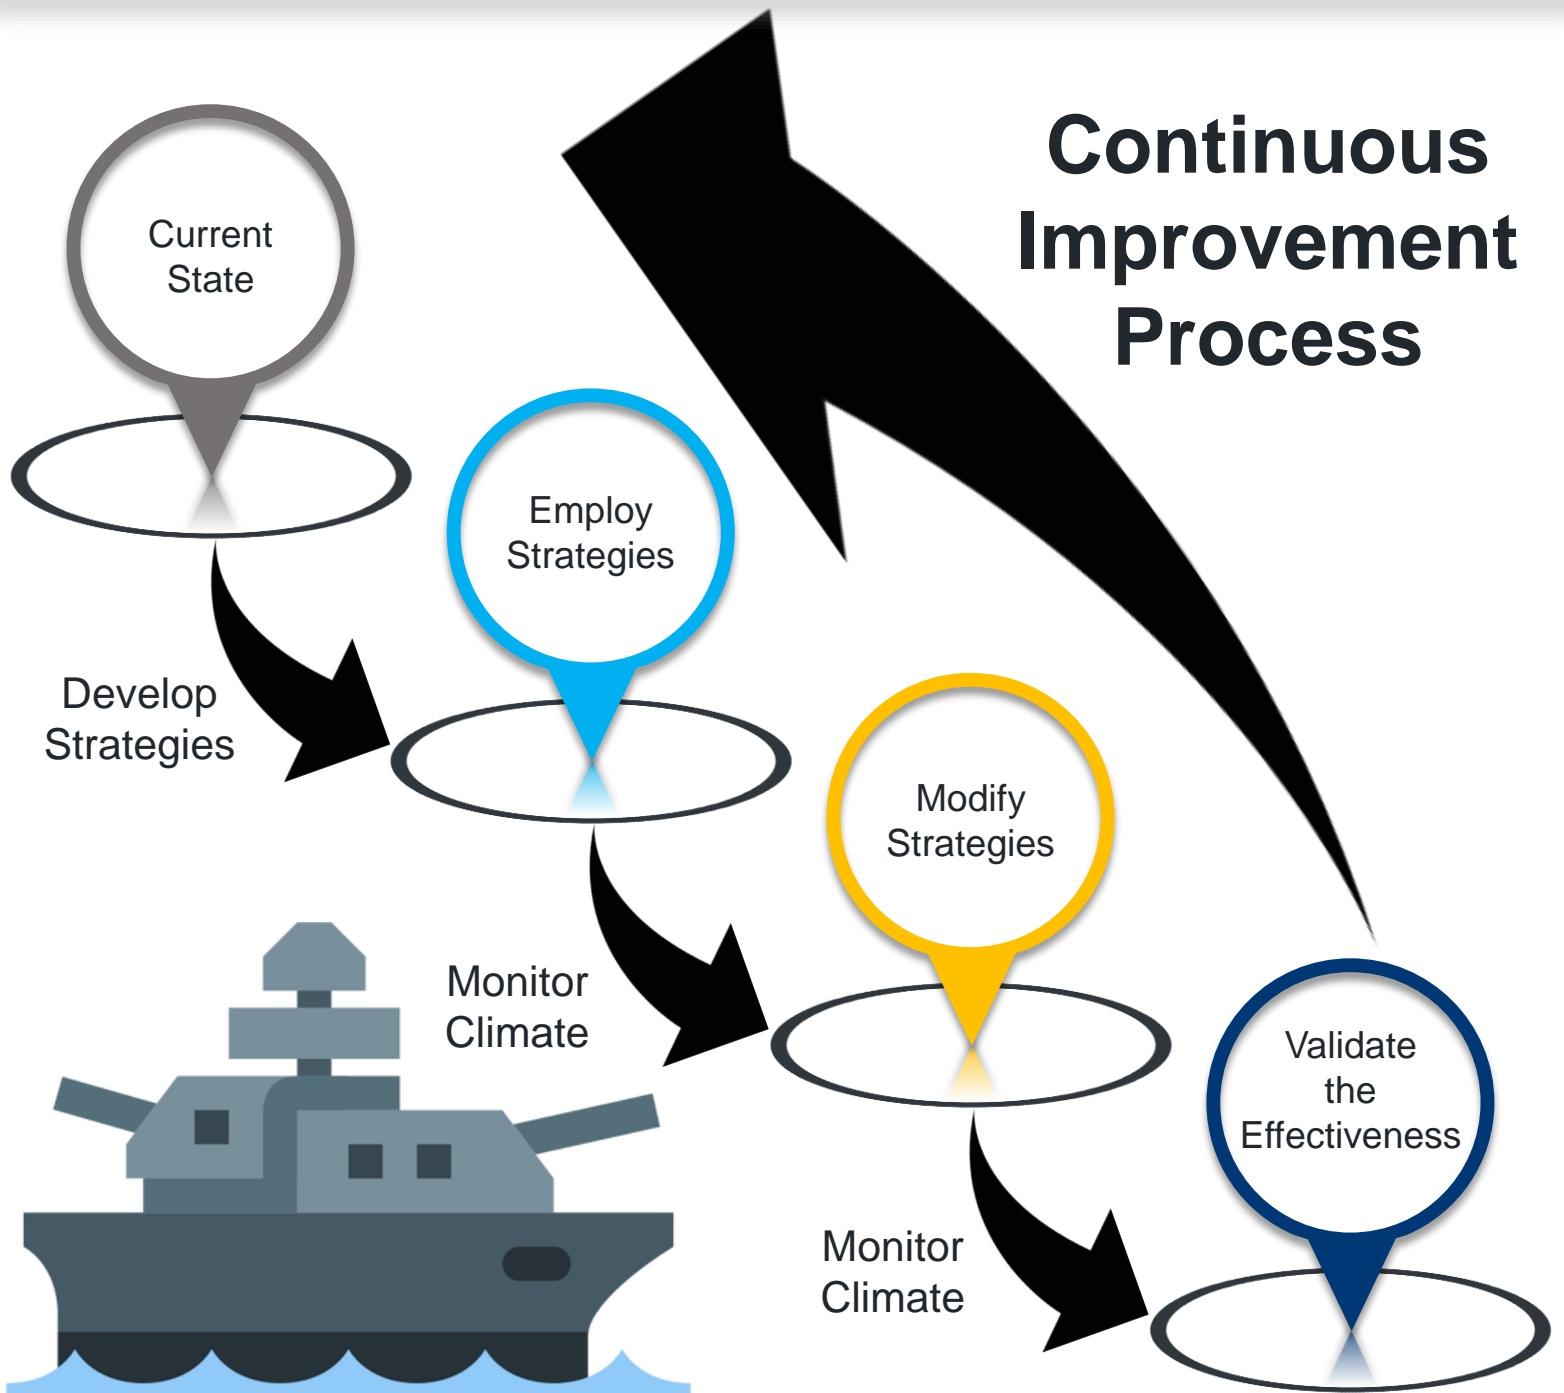 Continuous
Improvement
Process
Current
State
Develop
Strategies
Employ
Strategies
Monitor
Climate
Modify
Strategies
Monitor
Climate
Validate
the
Effectiveness